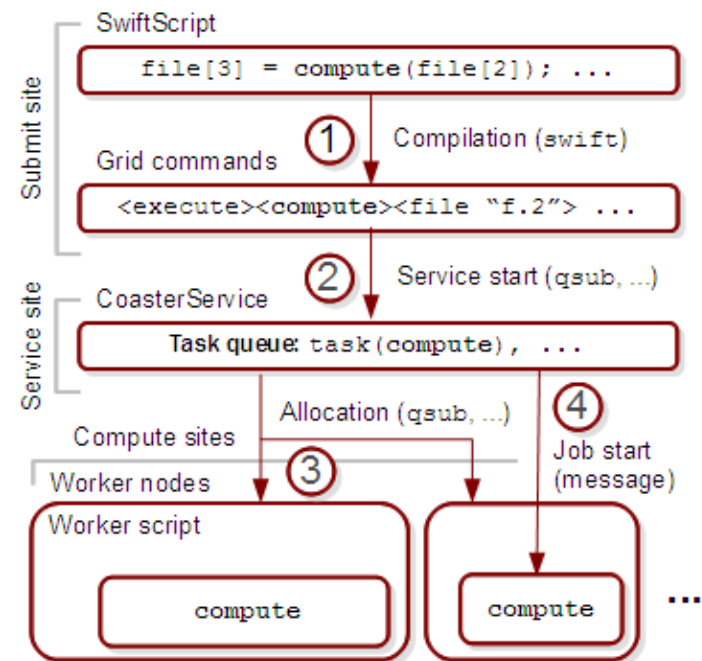 SwiftScript
file[3] = compute(file[2]); ...
Submit site
1
Compilation (swift)
Grid commands
<execute><compute><file “f.2”> ...
2
Service start (qsub, ...)
CoasterService
Service site
Task queue: task(compute), ...
Allocation (qsub, ...)
4
Compute sites
3
Job start
(message)
Worker nodes
Worker script
compute
compute
...